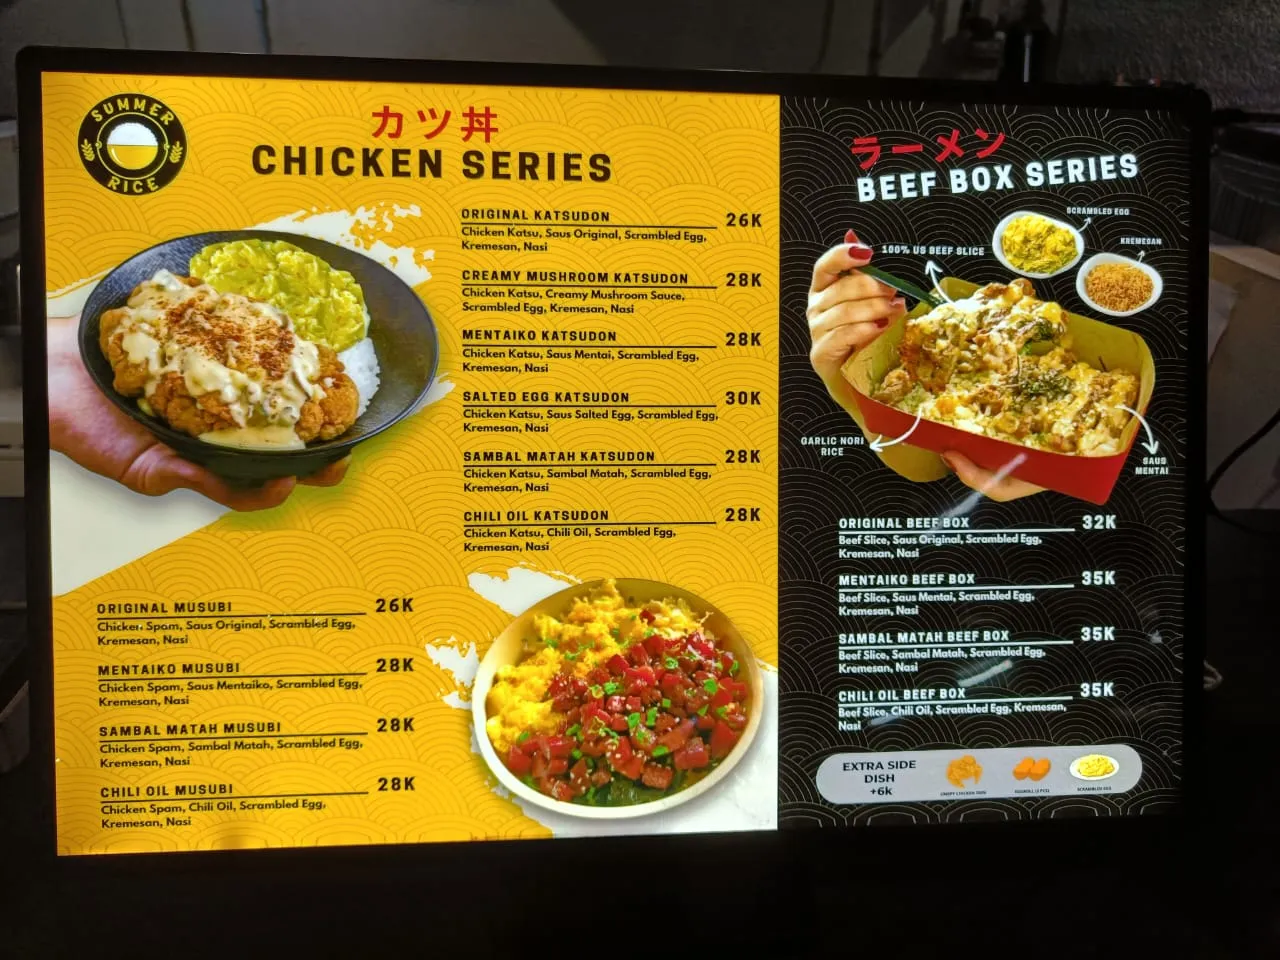 SUMMER
RICE
カツ丼
CHICKEN SERIES
ORIGINAL KATSUDON 26K
Chicken Katsu, Saus Original, Scrambled Egg,
Kremesan, Nasi
CREAMY MUSHROOM KATSUDON 28K
Chicken Katsu, Creamy Mushroom Sauce,
Scrambled Egg, Kremesan, Nasi
MENTAIKO KATSUDON 28K
Chicken Katsu, Saus Mentai, Scrambled Egg,
Kremesan, Nasi
SALTED EGG KATSUDON 30K
Chicken Katsu, Saus Salted Egg, Scrambled Egg,
Kremesan, Nasi
SAMBAL MATAH KATSUDON 28K
Chicken Katsu, Sambal Matah, Scrambled Egg,
Kremesan, Nasi
CHILI OIL KATSUDON 28K
Chicken Katsu, Chili Oil, Scrambled Egg,
Kremesan, Nasi
ORIGINAL MUSUBI 26K
Chicken Spam, Saus Original, Scrambled Egg,
Kremesan, Nasi
MENTAIKO MUSUBI 28K
Chicken Spam, Saus Mentaiko, Scrambled Egg,
Kremesan, Nasi
SAMBAL MATAH MUSUBI 28K
Chicken Spam, Sambal Matah, Scrambled Egg,
Kremesan, Nasi
CHILI OIL MUSUBI 28K
Chicken Spam, Chili Oil, Scrambled Egg,
Kremesan, Nasi
ラーメン
BEEF BOX SERIES
SCRAMBLED EGG
KREMESAN
100% US BEEF SLICE
GARLIC NORI
RICE
SAUS
MENTAI
ORIGINAL BEEF BOX 32K
Beef Slice, Saus Original, Scrambled Egg,
Kremesan, Nasi
MENTAIKO BEEF BOX 35K
Beef Slice, Saus Mentai, Scrambled Egg,
Kremesan, Nasi
SAMBAL MATAH BEEF BOX 35K
Beef Slice, Sambal Matah, Scrambled Egg,
Kremesan, Nasi
CHILI OIL BEEF BOX 35K
Beef Slice, Chili Oil, Scrambled Egg, Kremesan,
Nasi
EXTRA SIDE
DISH
+6k
CRISPY CHICKEN SKIN
EGGROLL (2 PCS)
SCRAMBLED EGG